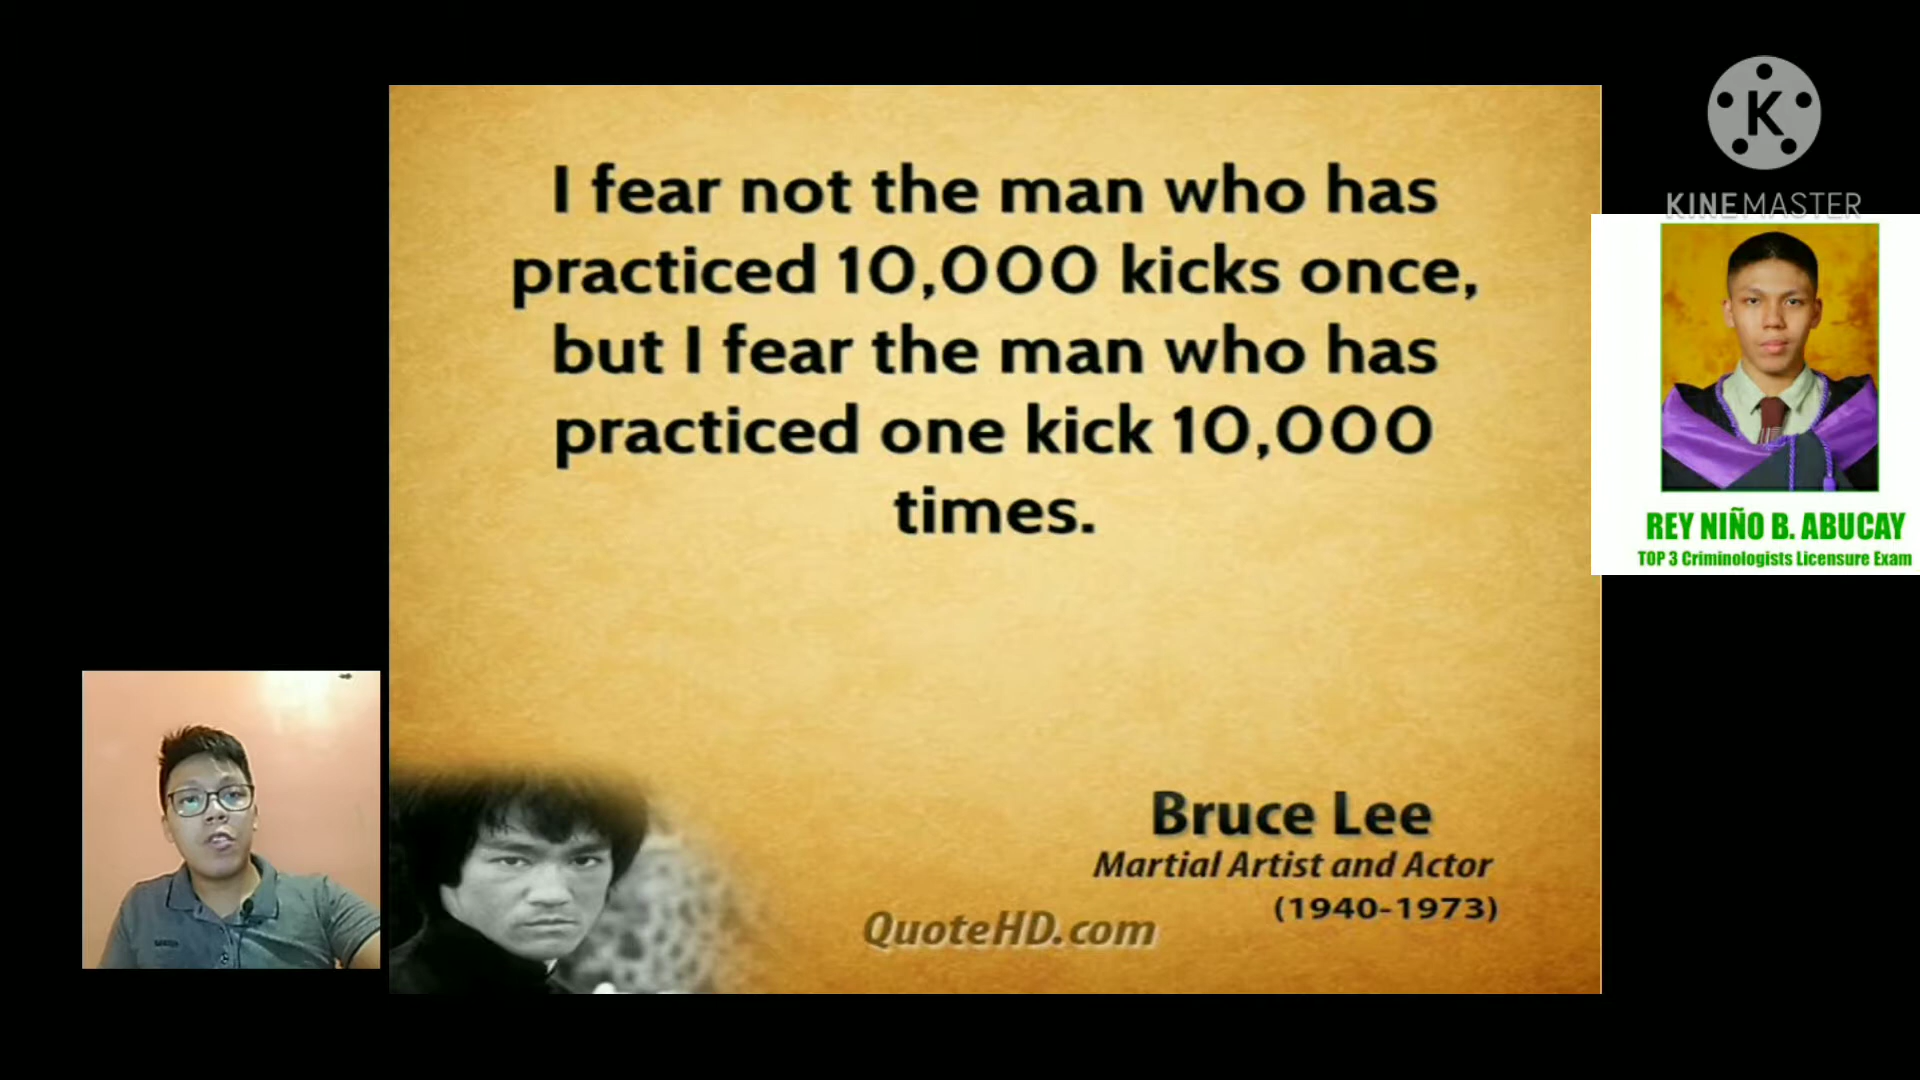 I fear not the man who has
practiced 10,000 kicks once,
but I fear the man who has
practiced one kick 10,000
times.
Bruce Lee
Martial Artist and Actor
(1940-1973)
QuoteHD.com
K
KINEMASTER
REY NIÑO B. ABUCAY
TOP 3 Criminologists Licensure Exam